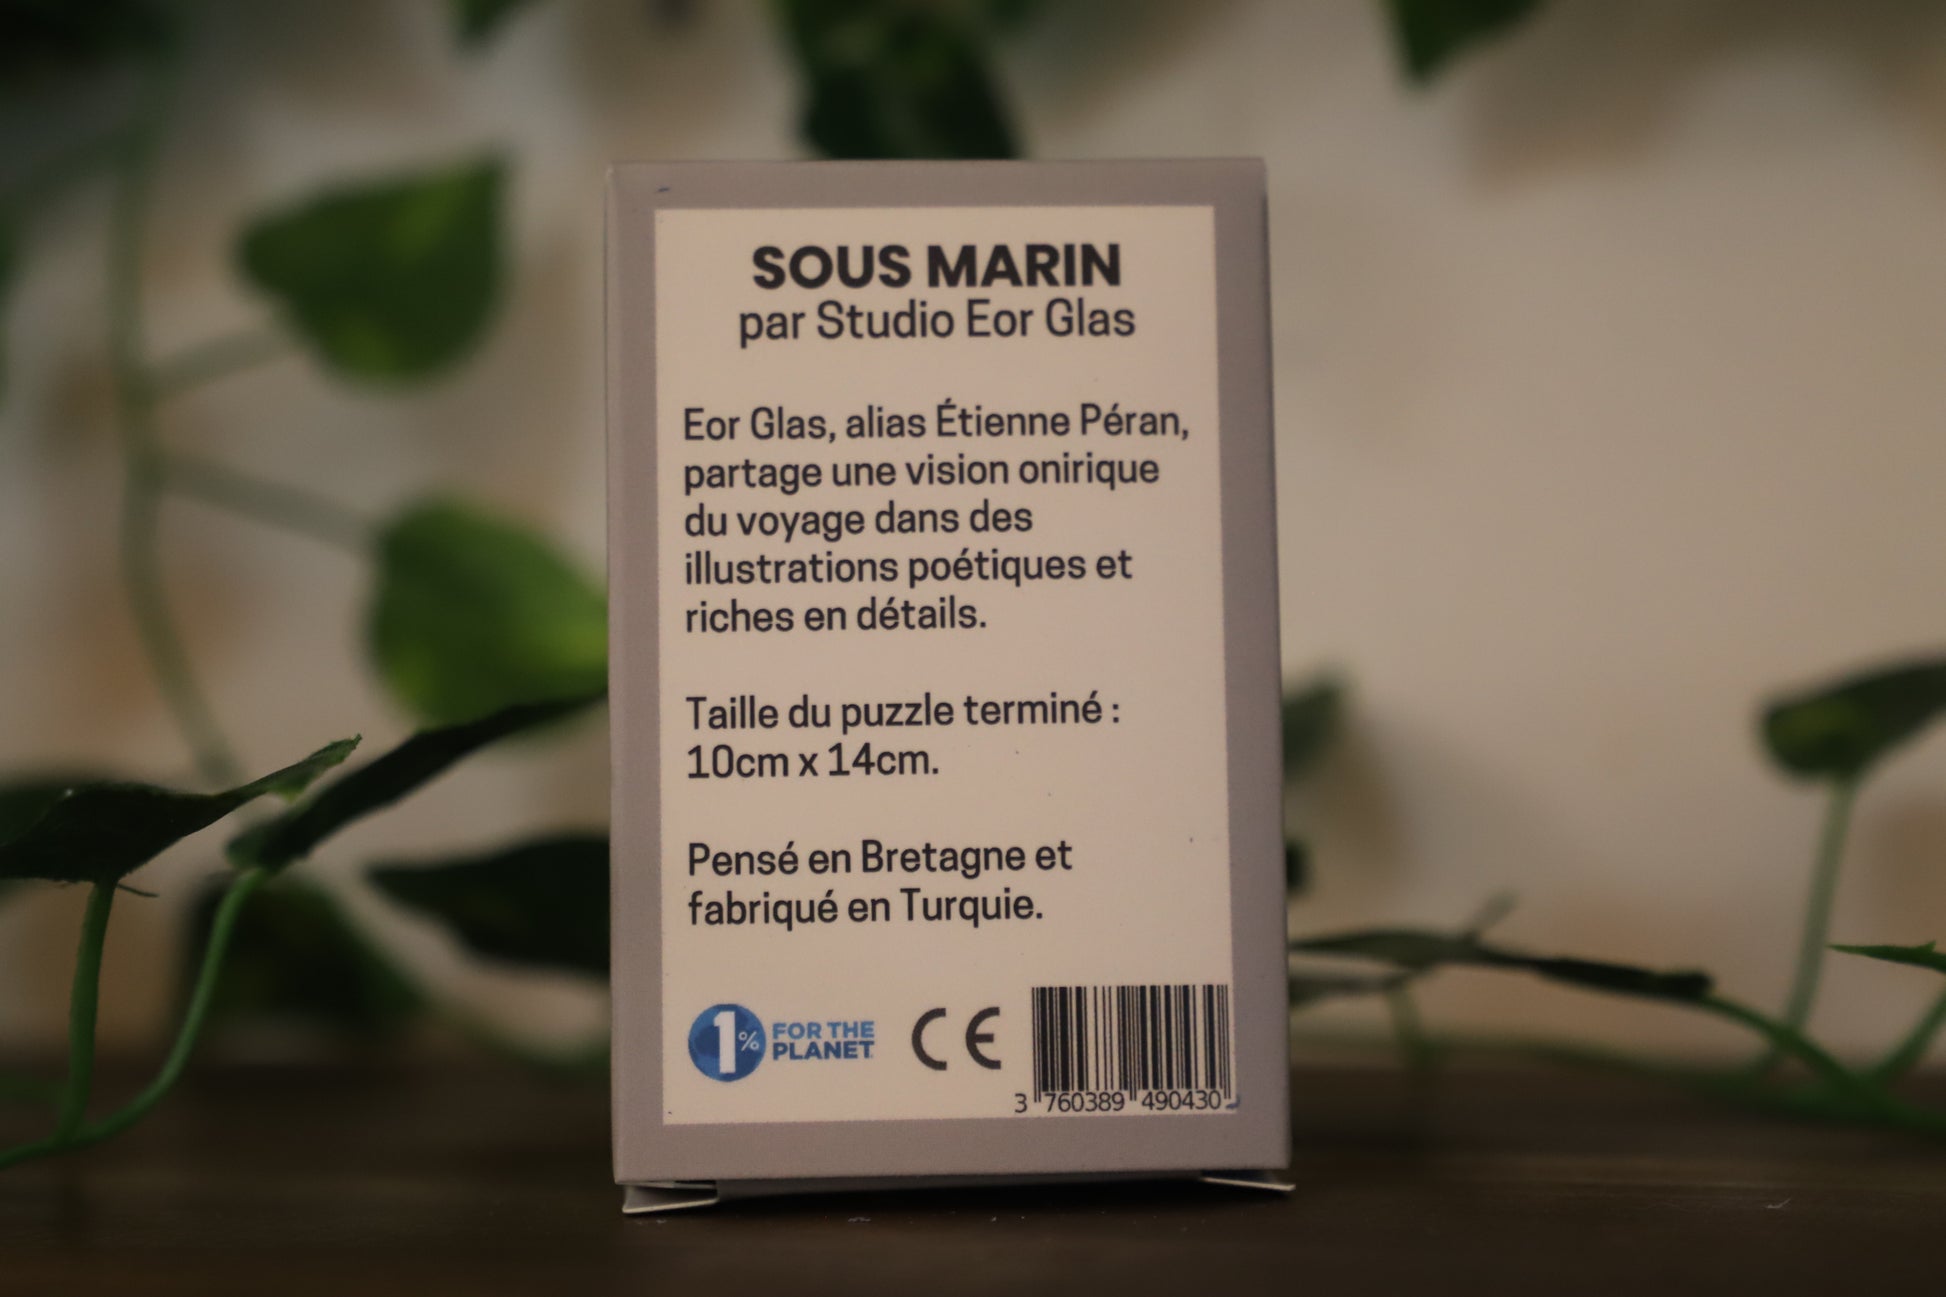 SOUS MARIN
par Studio Eor Glas
Eor Glas, alias Étienne Péran,
partage une vision onirique
du voyage dans des
illustrations poétiques et
riches en détails.
Taille du puzzle terminé :
10cm x 14cm.
Pensé en Bretagne et
fabriqué en Turquie.
1% FOR THE
PLANET
CE
3 760389 490430